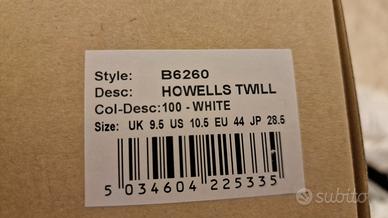 Style: B6260
Desc: HOWELLS TWILL
Col-Desc: 100 - WHITE
Size: UK 9.5 US 10.5 EU 44 JP 28.5
5 034604 225335
subito